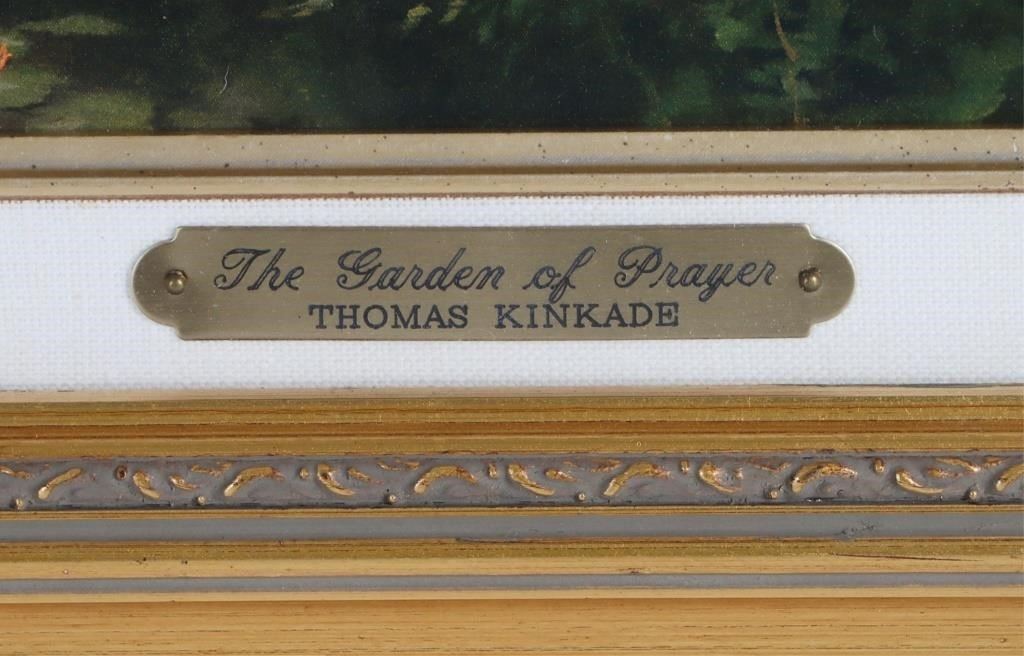 The Garden of Prayer
THOMAS KINKADE